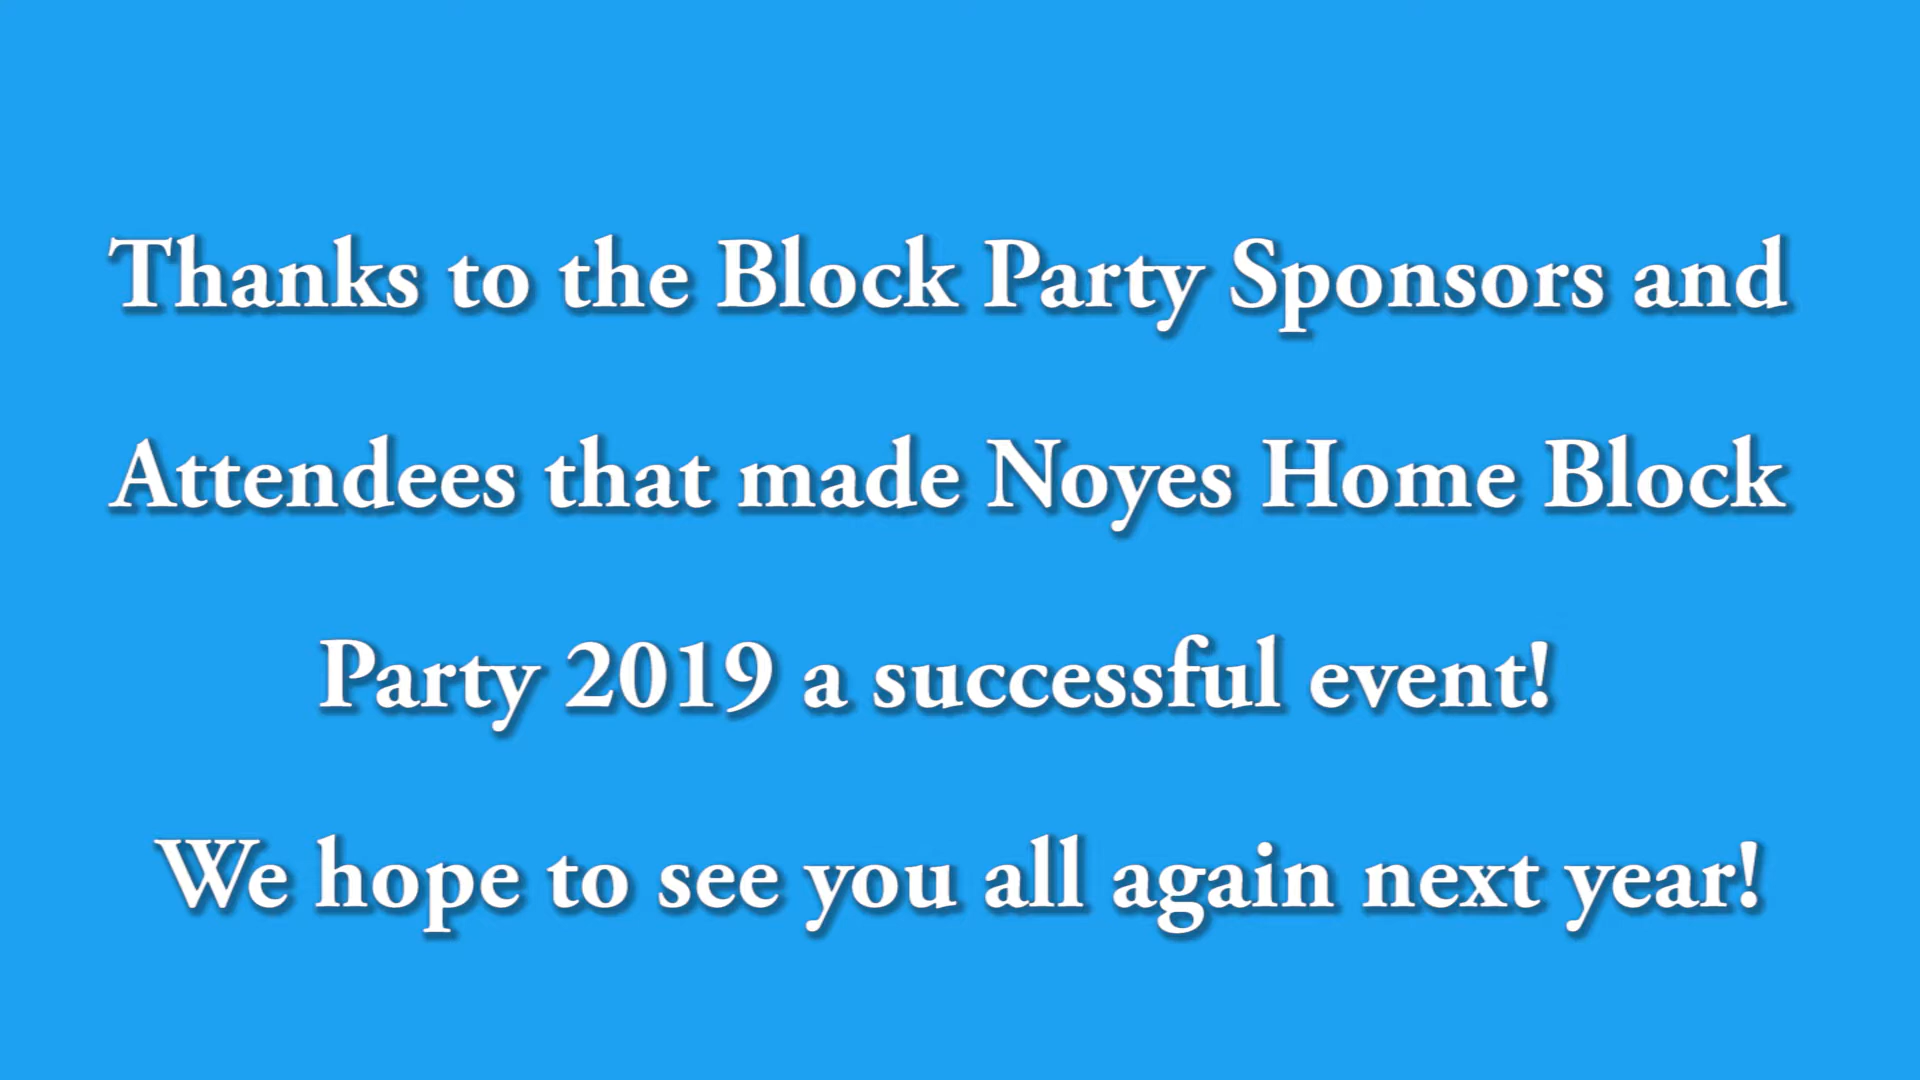 Thanks to the Block Party Sponsors and
Attendees that made Noyes Home Block
Party 2019 a successful event!
We hope to see you all again next year!